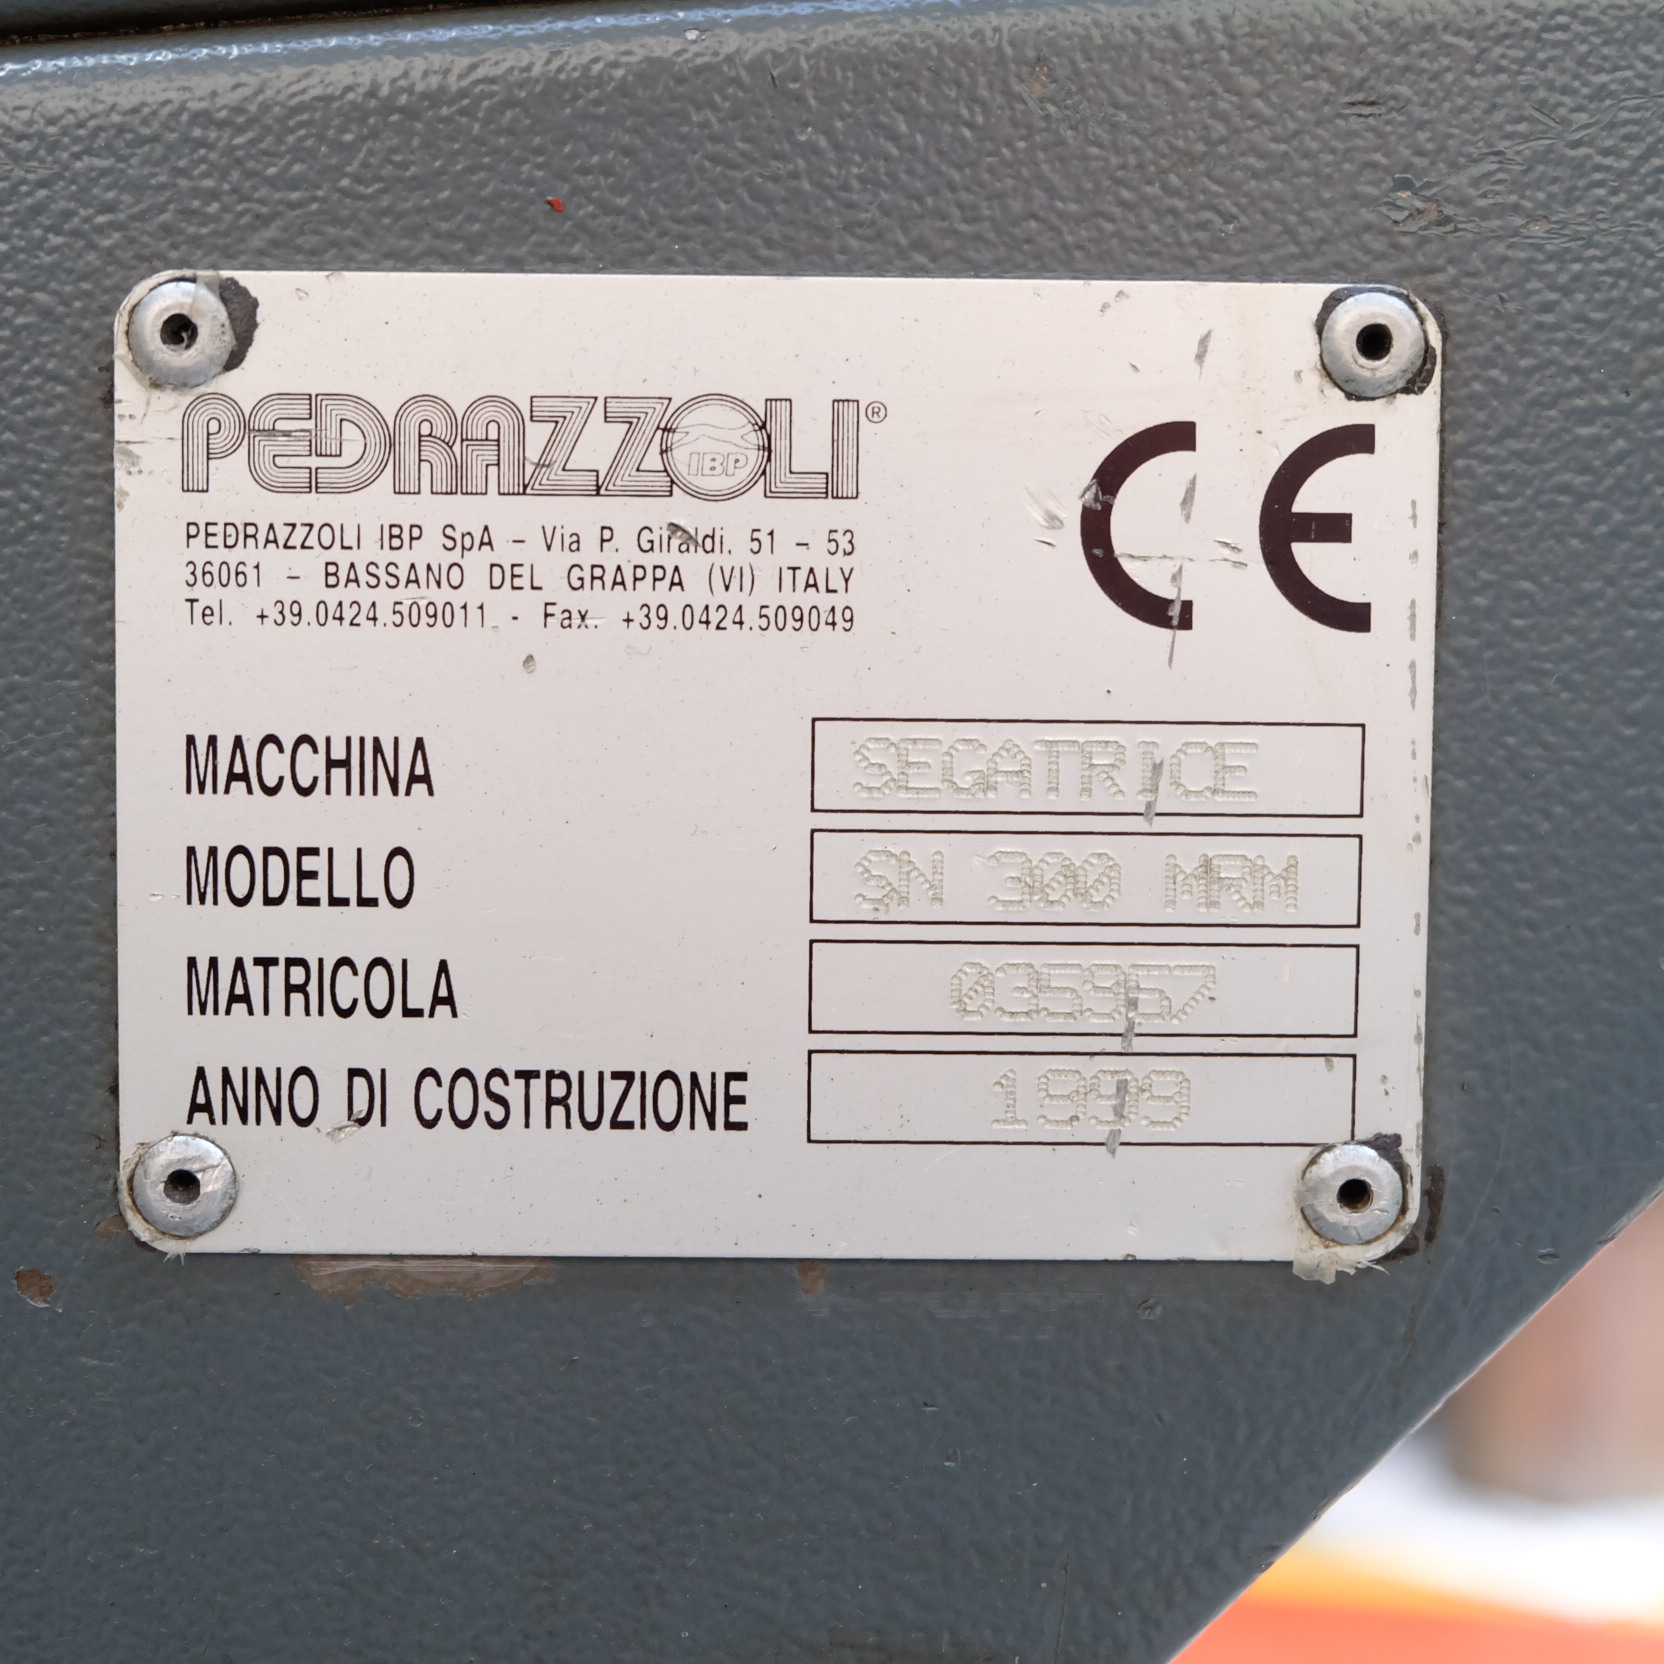 PEDRAZZOLI®
IBP
PEDRAZZOLI IBP SpA - Via P. Giraldi, 51 - 53
36061 - BASSANO DEL GRAPPA (VI) ITALY
Tel. +39.0424.509011 - Fax. +39.0424.509049
CE
MACCHINA SEGATRICE
MODELLO SN 300 MRM
MATRICOLA 035957
ANNO DI COSTRUZIONE 1999